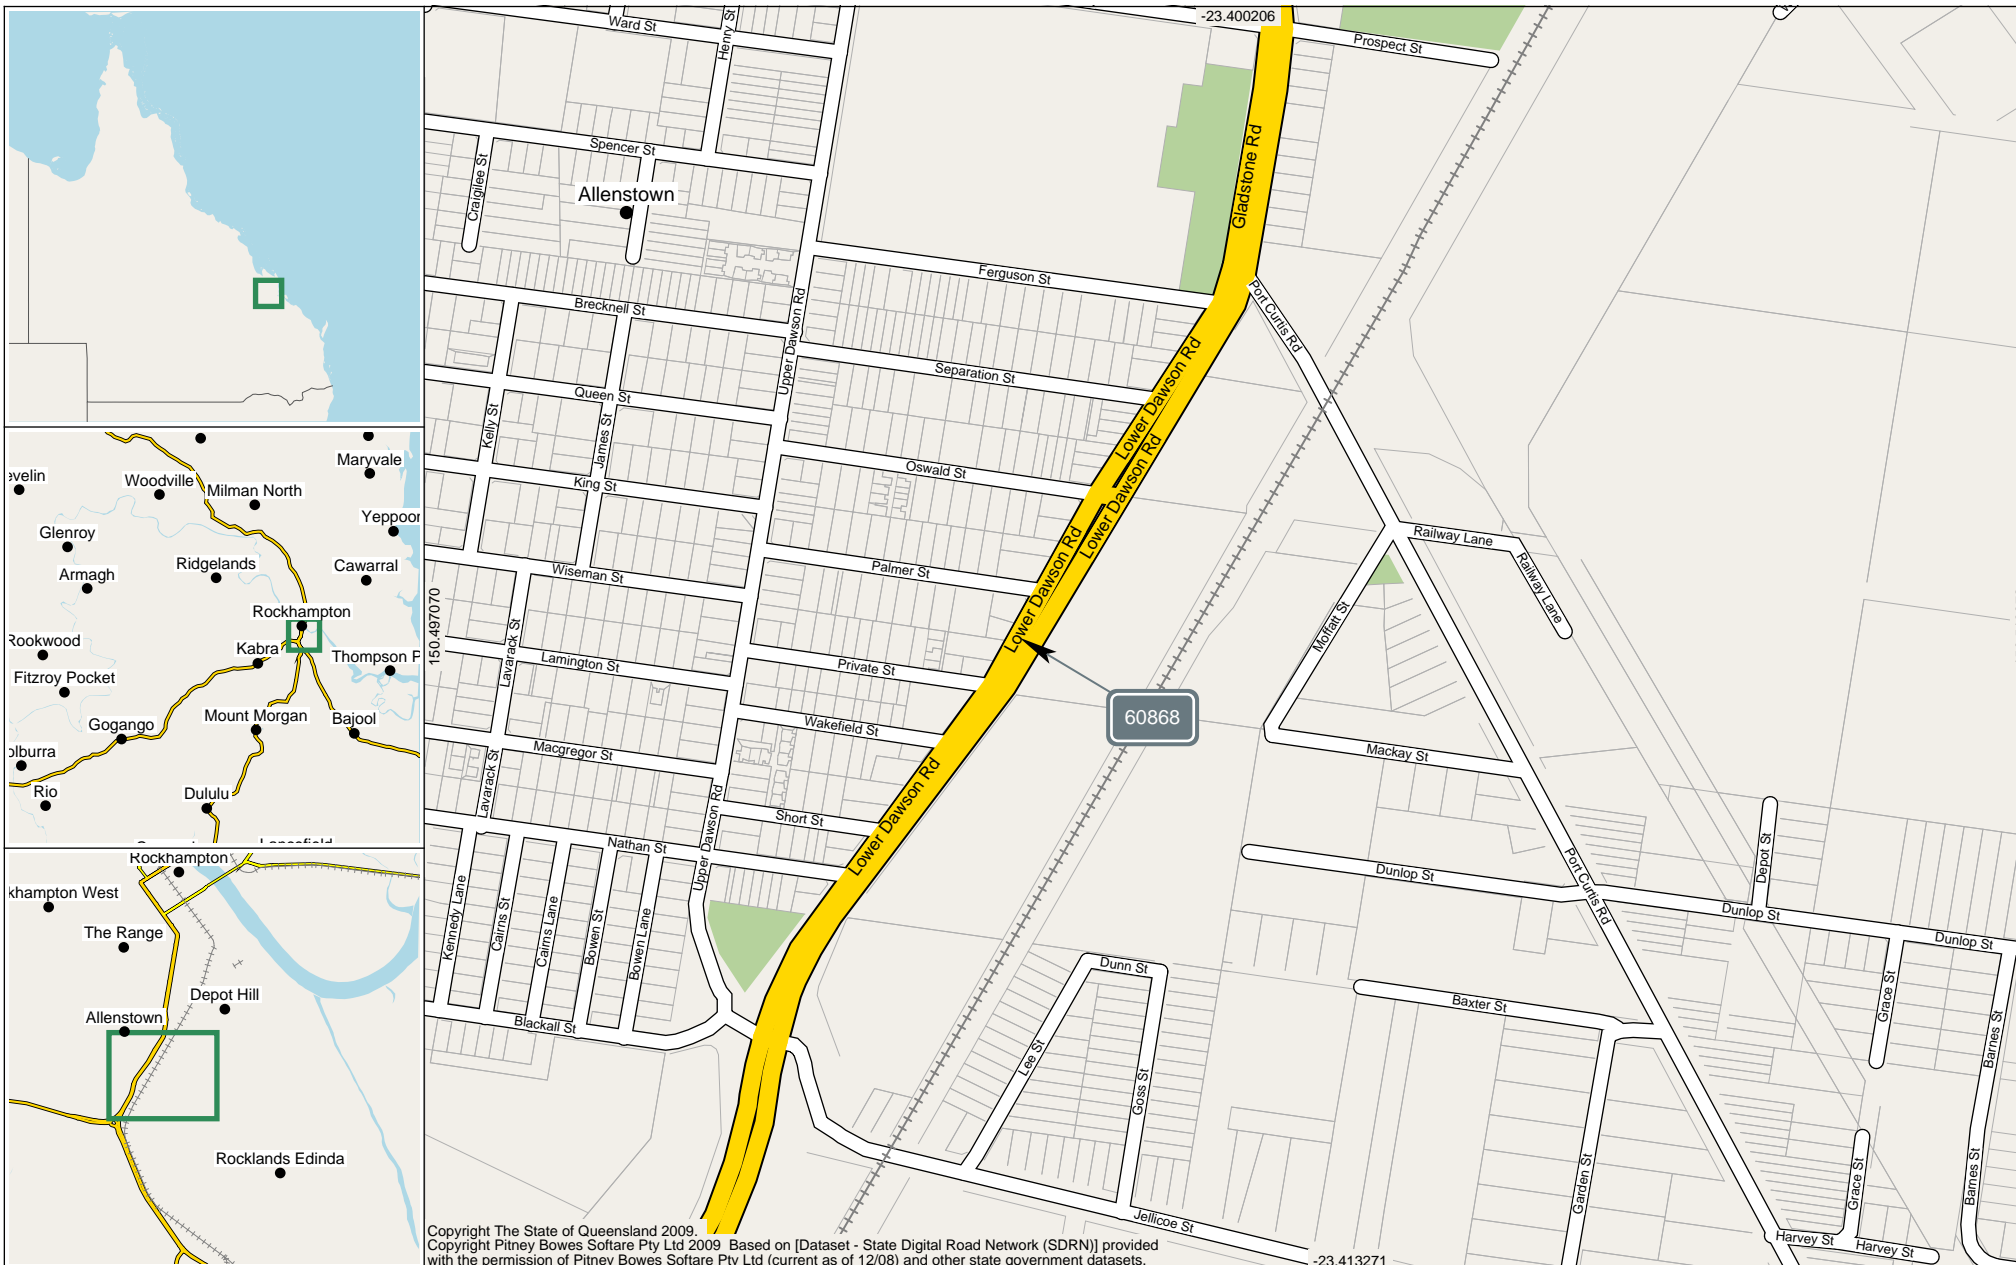 -23.400206
Ward St
Henry St
Prospect St
Spencer St
Craigilee St
Allenstown
Gladstone Rd
Ferguson St
Port Curtis Rd
Brecknell St
Upper Dawson Rd
Separation St
Lower Dawson Rd
Queen St
Kelly St
James St
Oswald St
Lower Dawson Rd
King St
Railway Lane
Railway Lane
Palmer St
Lower Dawson Rd
Wiseman St
150.497070
Moffatt St
Lavarack St
Lamington St
Private St
60868
Wakefield St
Macgregor St
Mackay St
Lavarack St
Lower Dawson Rd
Upper Dawson Rd
Short St
Nathan St
Depot St
Port Curtis Rd
Dunlop St
Dunlop St
Dunlop St
Kennedy Lane
Cairns St
Cairns Lane
Bowen St
Bowen Lane
Dunn St
Baxter St
Grace St
Barnes St
Blackall St
Lee St
Goss St
Garden St
Grace St
Barnes St
Jellicoe St
Harvey St
Harvey St
-23.413271
Copyright The State of Queensland 2009.
Copyright Pitney Bowes Softare Pty Ltd 2009 Based on [Dataset - State Digital Road Network (SDRN)] provided
with the permission of Pitney Bowes Softare Pty Ltd (current as of 12/08) and other state government datasets.
Maryvale
evelin
Woodville
Milman North
Yeppoor
Glenroy
Ridgelands
Cawarral
Armagh
Rockhampton
Rookwood
Kabra
Thompson P
Fitzroy Pocket
Mount Morgan
Bajool
Gogango
olburra
Rio
Dululu
Rockhampton
khampton West
The Range
Depot Hill
Allenstown
Rocklands Edinda